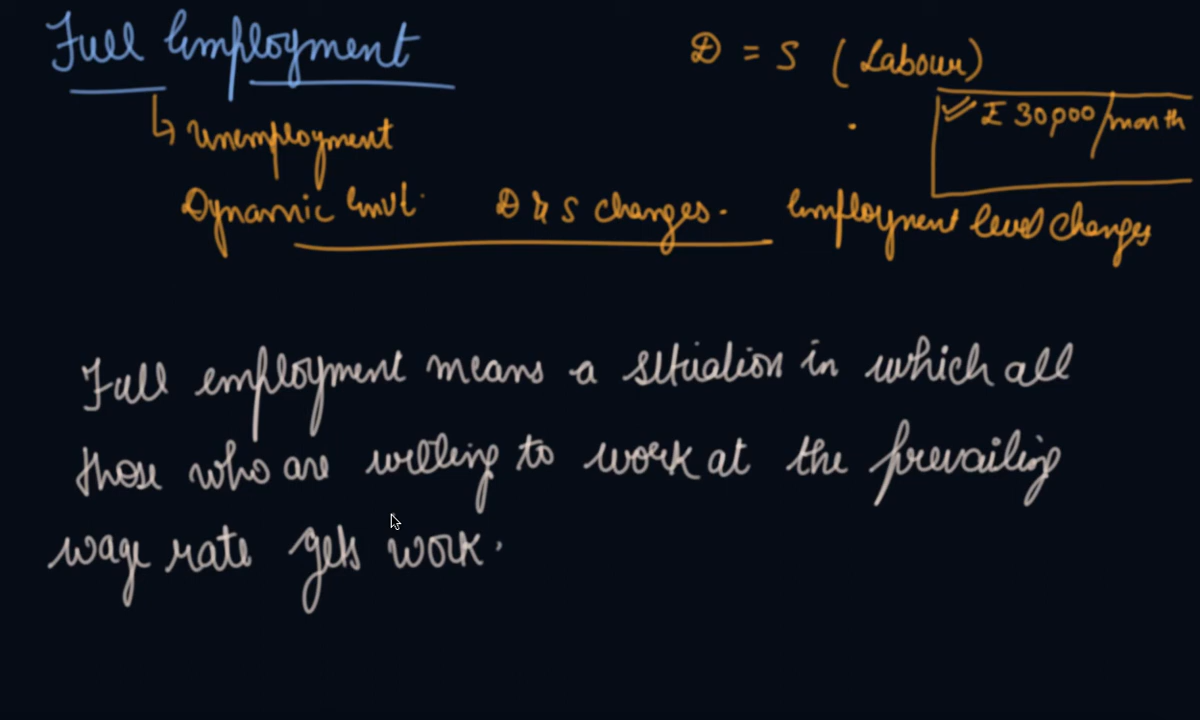 Full Employment
D = S (Labour)
₹ 30,000/month
Unemployment
Dynamic Envt. D & S changes. Employment level changes
Full employment means a situation in which all
those who are willing to work at the prevailing
wage rate gets work.